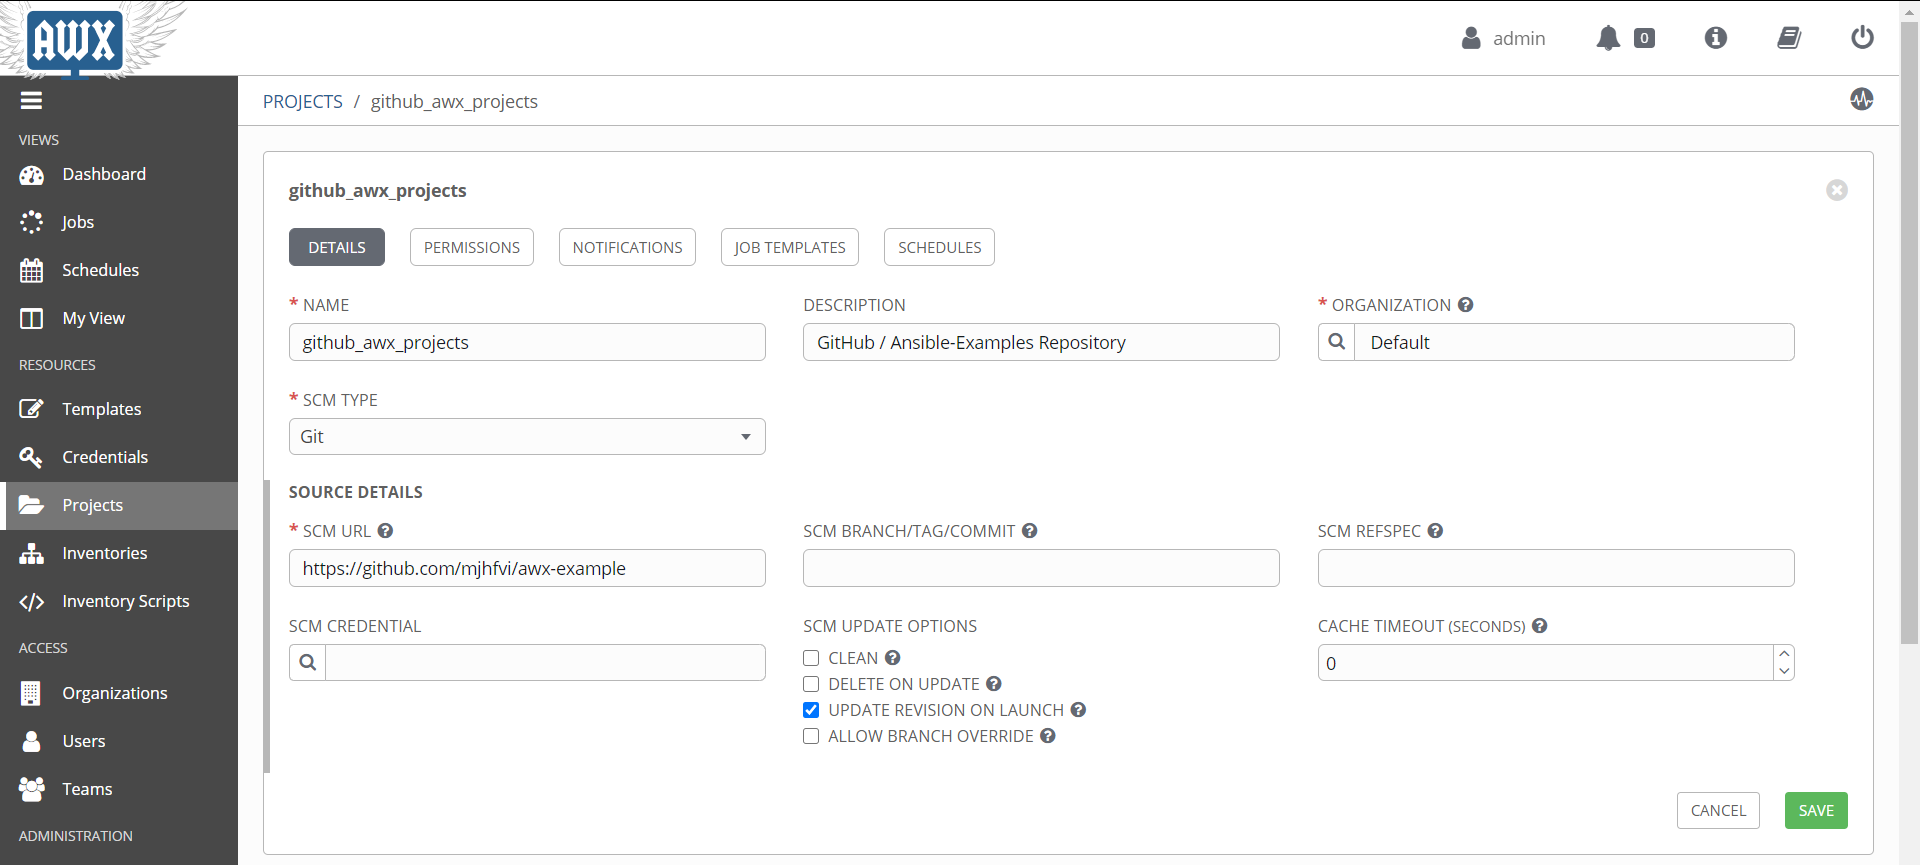 AWX
admin
0
PROJECTS / github_awx_projects
VIEWS
Dashboard
Jobs
Schedules
My View
RESOURCES
Templates
Credentials
Projects
Inventories
Inventory Scripts
ACCESS
Organizations
Users
Teams
ADMINISTRATION
github_awx_projects
DETAILS PERMISSIONS NOTIFICATIONS JOB TEMPLATES SCHEDULES
* NAME DESCRIPTION * ORGANIZATION ?
github_awx_projects GitHub / Ansible-Examples Repository Default
* SCM TYPE
Git
SOURCE DETAILS
* SCM URL ? SCM BRANCH/TAG/COMMIT ? SCM REFSPEC ?
https://github.com/mjhfvi/awx-example
SCM CREDENTIAL SCM UPDATE OPTIONS CACHE TIMEOUT (SECONDS) ?
CLEAN ?
0
DELETE ON UPDATE ?
UPDATE REVISION ON LAUNCH ?
ALLOW BRANCH OVERRIDE ?
CANCEL SAVE